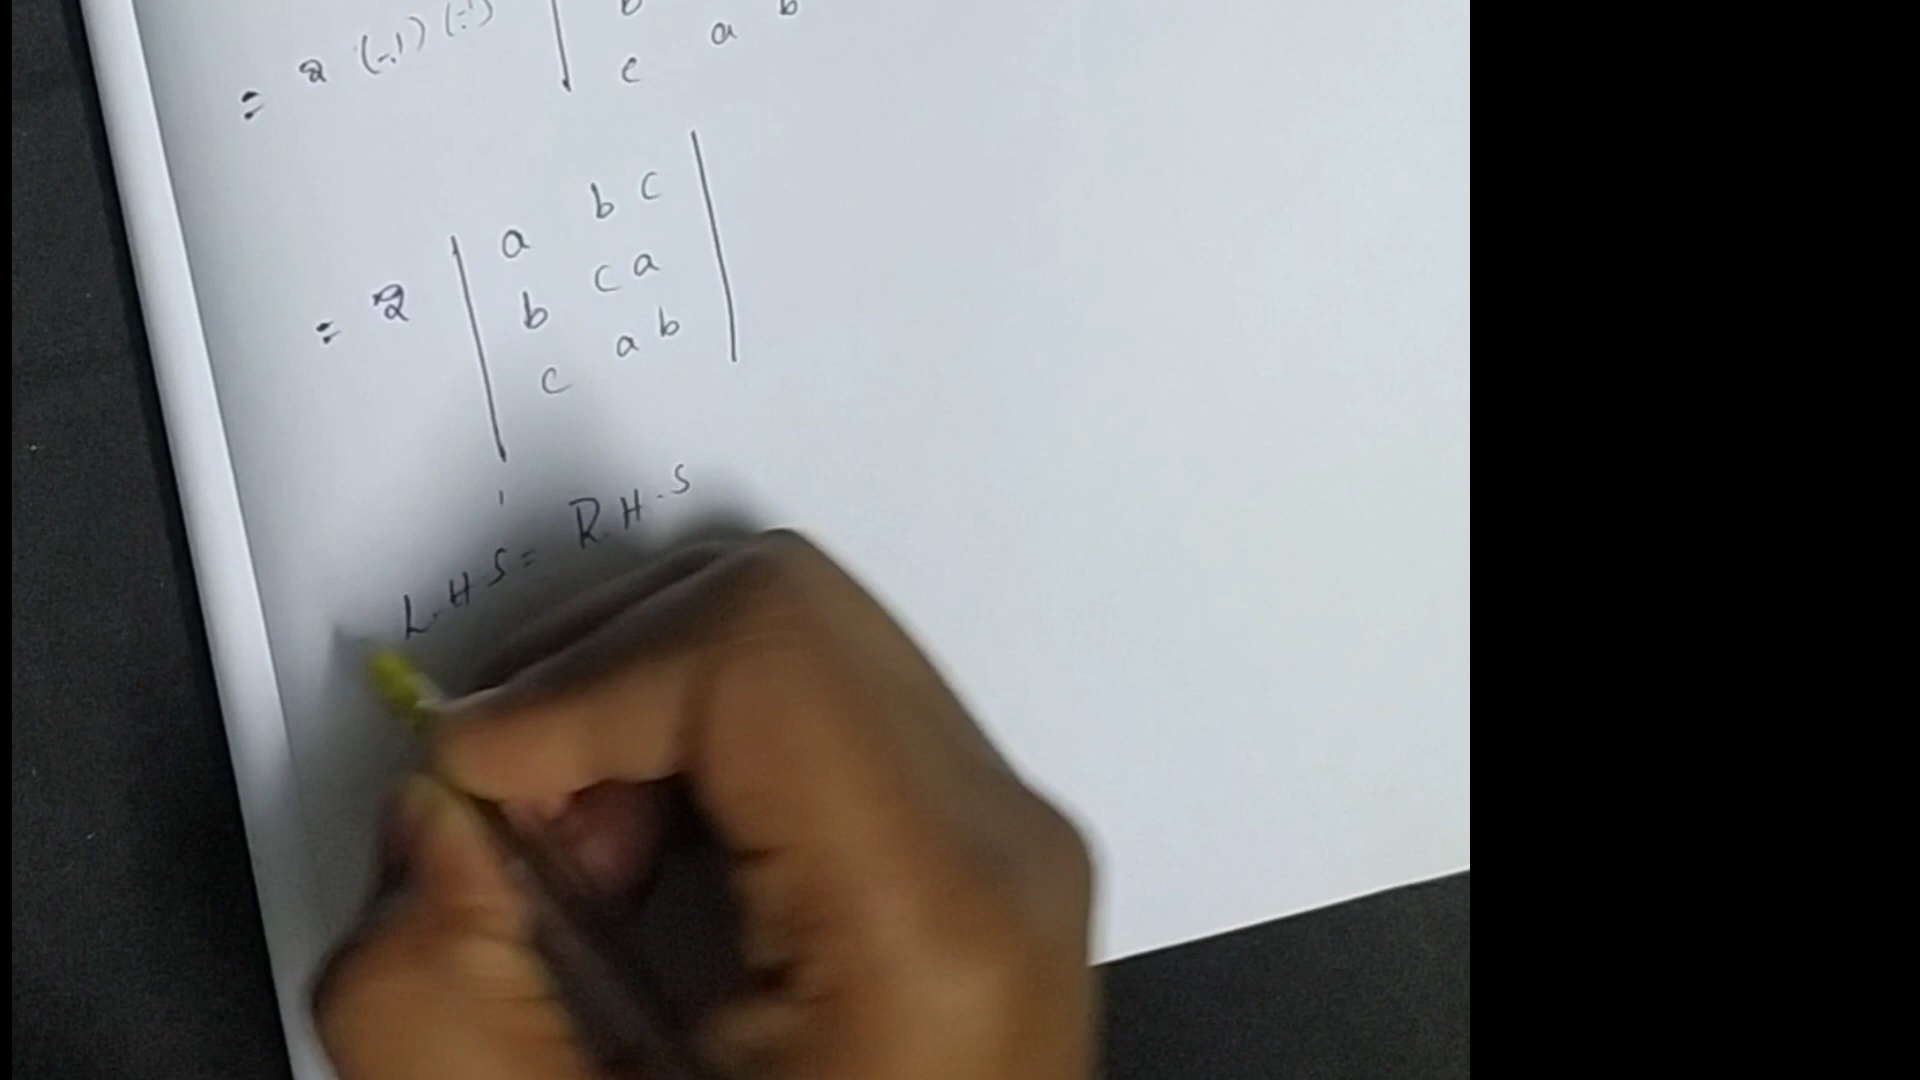 = 2 (-1) (-1) | b
c a b
= 2 | a b c |
b c a
c a b
L.H.S = R.H.S